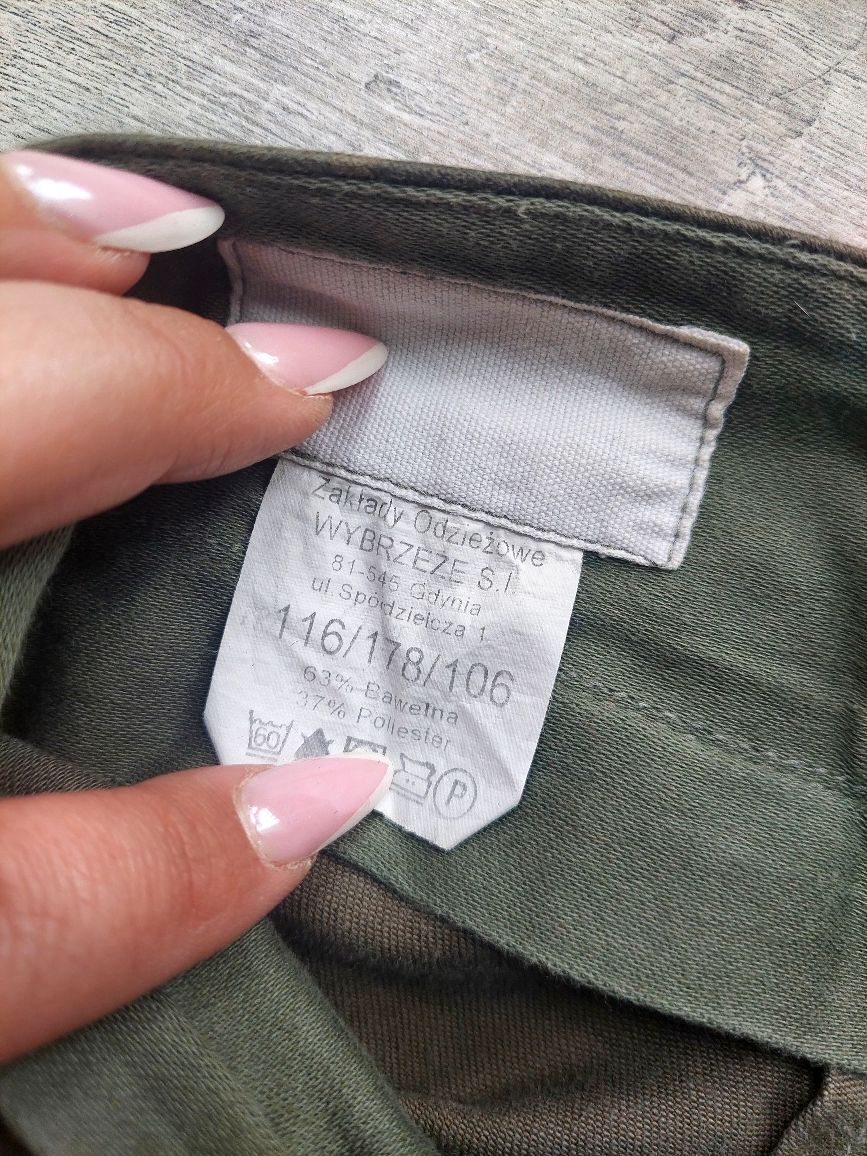 Zakłady Odzieżowe
WYBRZEŻE S.I.
81-545 Gdynia
ul Spółdzielcza 1
116/178/106
63% Bawełna
37% Poliester
60 P